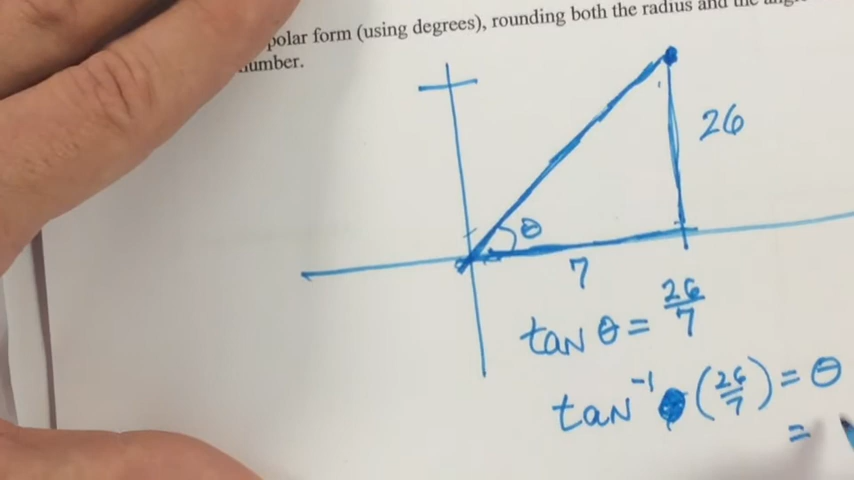 polar form (using degrees), rounding both the radius and the
number.
26
θ
7
tan θ = 26/7
tan⁻¹ (26/7) = θ
=